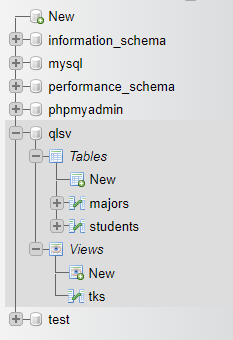 New
information_schema
mysql
performance_schema
phpmyadmin
qlsv
Tables
New
majors
students
Views
New
tks
test